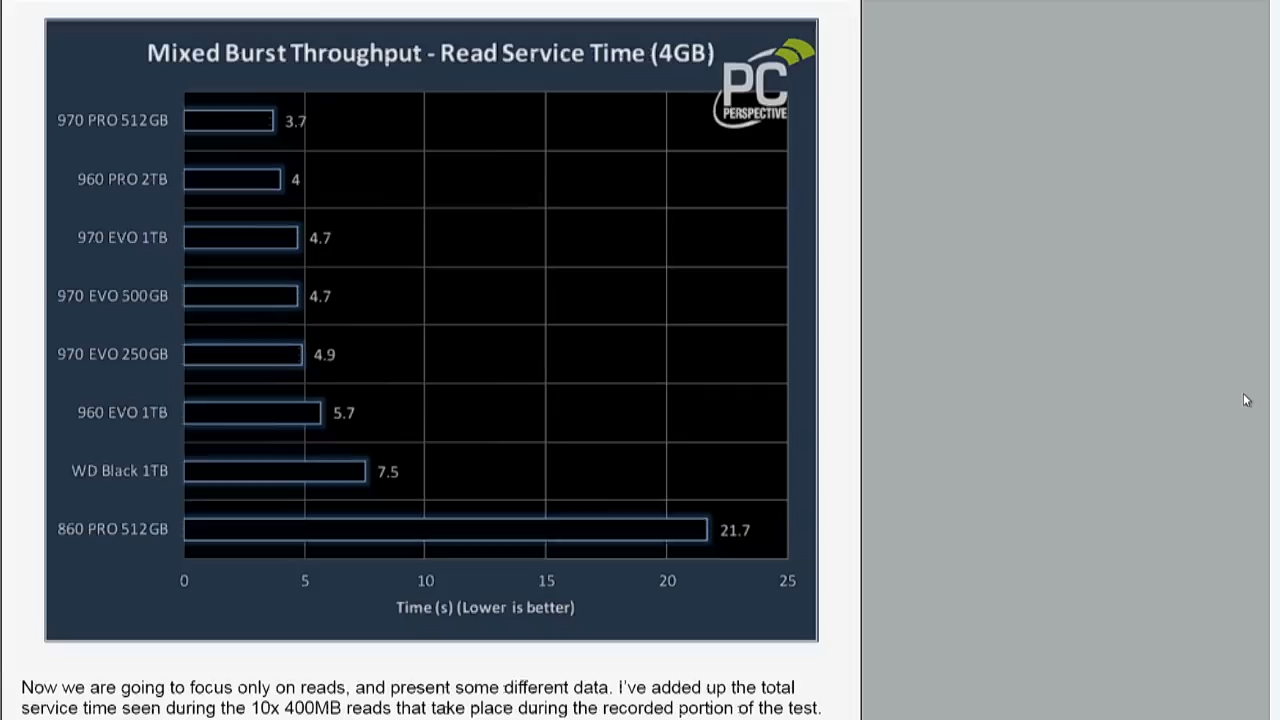 Mixed Burst Throughput - Read Service Time (4GB)
PC
PERSPECTIVE
970 PRO 512GB 3.7
960 PRO 2TB 4
970 EVO 1TB 4.7
970 EVO 500GB 4.7
970 EVO 250GB 4.9
960 EVO 1TB 5.7
WD Black 1TB 7.5
860 PRO 512GB 21.7
0 5 10 15 20 25
Time (s) (Lower is better)
Now we are going to focus only on reads, and present some different data. I've added up the total
service time seen during the 10x 400MB reads that take place during the recorded portion of the test.